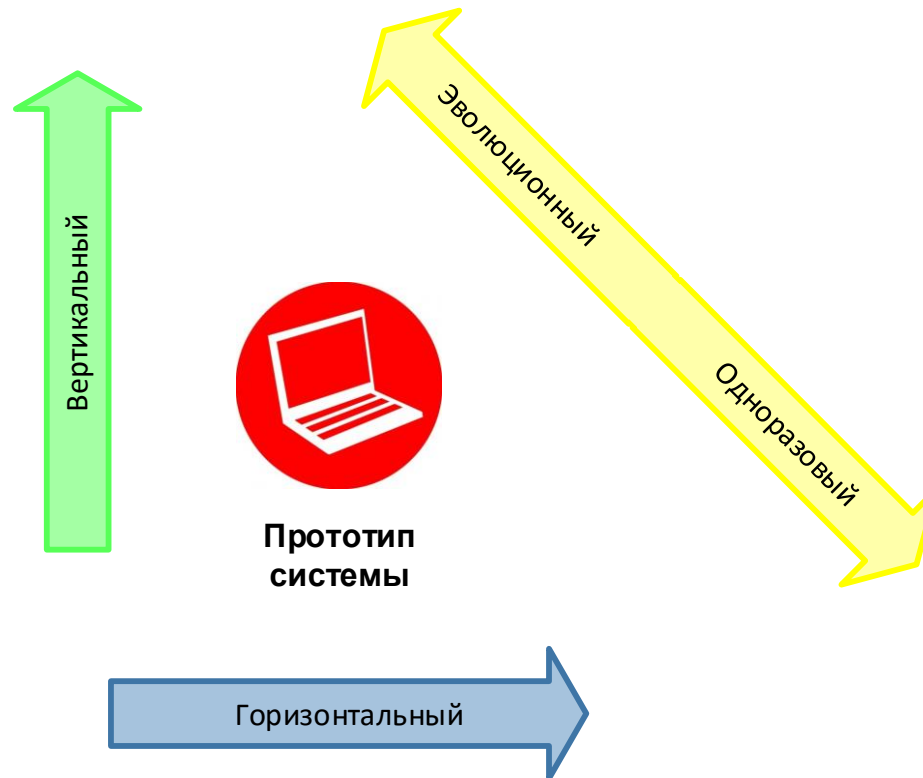 Эволюционный
Одноразовый
Вертикальный
Прототип
системы
Горизонтальный